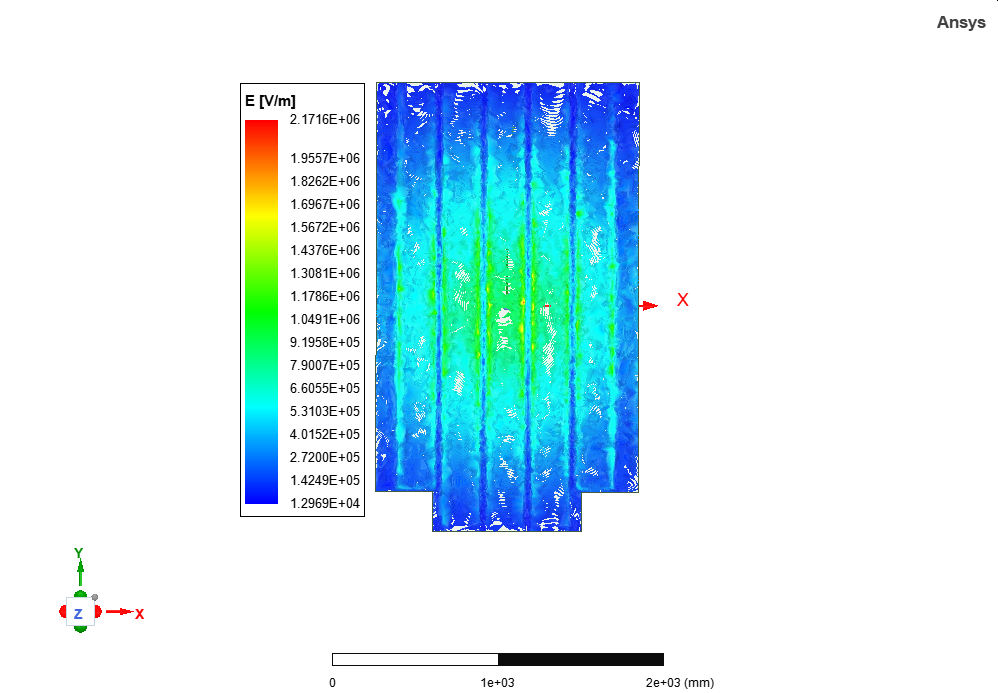 Ansys
E [V/m]
2.1716E+06
1.9557E+06
1.8262E+06
1.6967E+06
1.5672E+06
1.4376E+06
1.3081E+06
1.1786E+06
1.0491E+06
9.1958E+05
7.9007E+05
6.6055E+05
5.3103E+05
4.0152E+05
2.7200E+05
1.4249E+05
1.2969E+04
X
Y
Z
X
0 1e+03 2e+03 (mm)